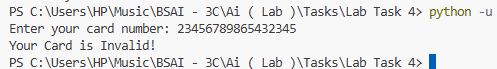 PS C:\Users\HP\Music\BSAI - 3C\Ai ( Lab )\Tasks\Lab Task 4> python -u
Enter your card number: 23456789865432345
Your Card is Invalid!
PS C:\Users\HP\Music\BSAI - 3C\Ai ( Lab )\Tasks\Lab Task 4>